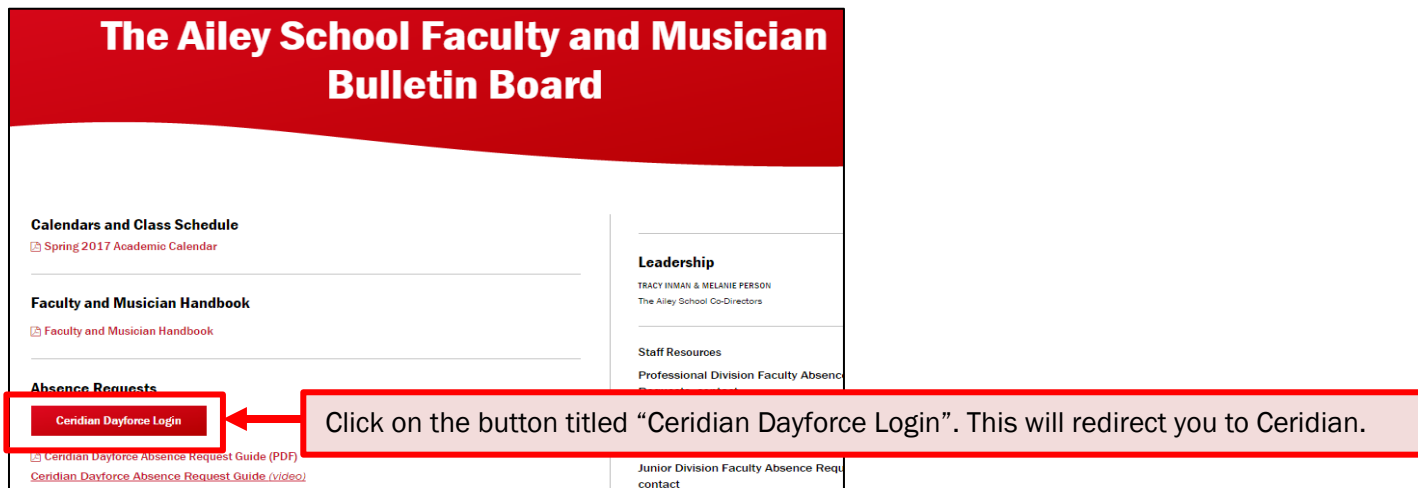 The Ailey School Faculty and Musician
Bulletin Board
Calendars and Class Schedule
Spring 2017 Academic Calendar
Faculty and Musician Handbook
Faculty and Musician Handbook
Absence Requests
Ceridian Dayforce Login
Ceridian Dayforce Absence Request Guide (PDF)
Ceridian Dayforce Absence Request Guide (video)
Leadership
TRACY INMAN & MELANIE PERSON
The Ailey School Co-Directors
Staff Resources
Professional Division Faculty Absenc
Click on the button titled “Ceridian Dayforce Login”. This will redirect you to Ceridian.
Junior Division Faculty Absence Requ
contact